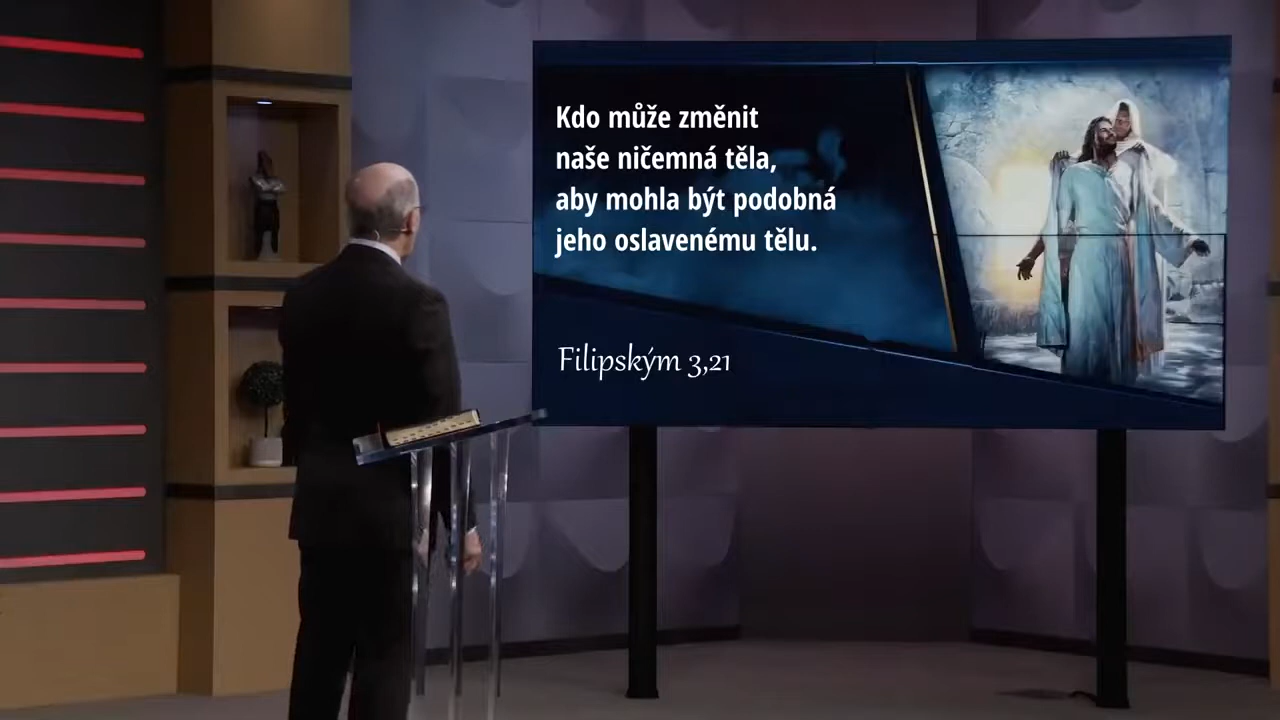 Kdo může změnit
naše ničemná těla,
aby mohla být podobná
jeho oslavenému tělu.
Filipským 3,21